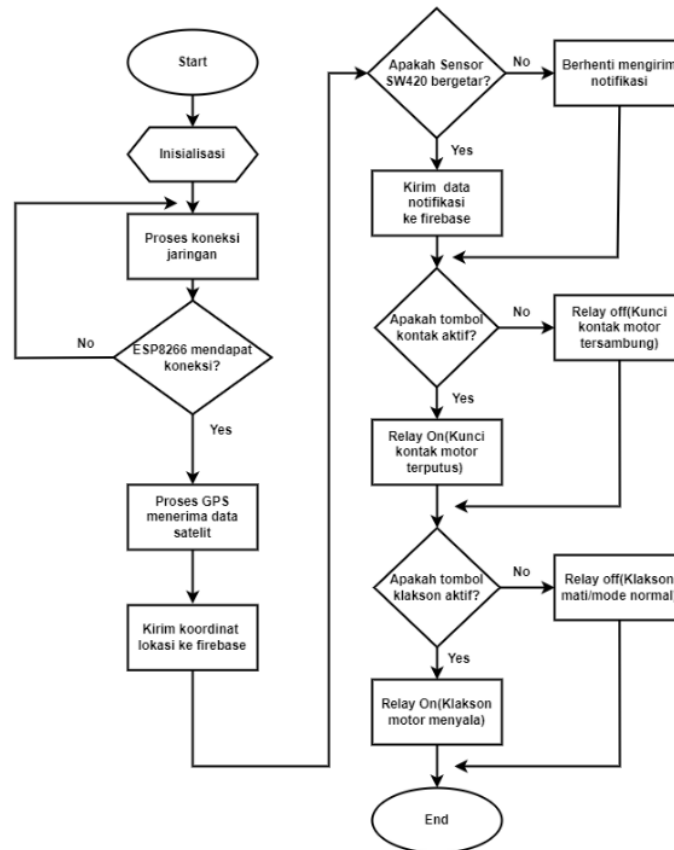 Start
Inisialisasi
Proses koneksi
jaringan
ESP8266 mendapat
koneksi?
No
Yes
Proses GPS
menerima data
satelit
Kirim koordinat
lokasi ke firebase
Apakah Sensor
SW420 bergetar?
No
Berhenti mengirim
notifikasi
Yes
Kirim data
notifikasi
ke firebase
Apakah tombol
kontak aktif?
No
Relay off(Kunci
kontak motor
tersambung)
Yes
Relay On(Kunci
kontak motor
terputus)
Apakah tombol
klakson aktif?
No
Relay off(Klakson
mati/mode normal)
Yes
Relay On(Klakson
motor menyala)
End